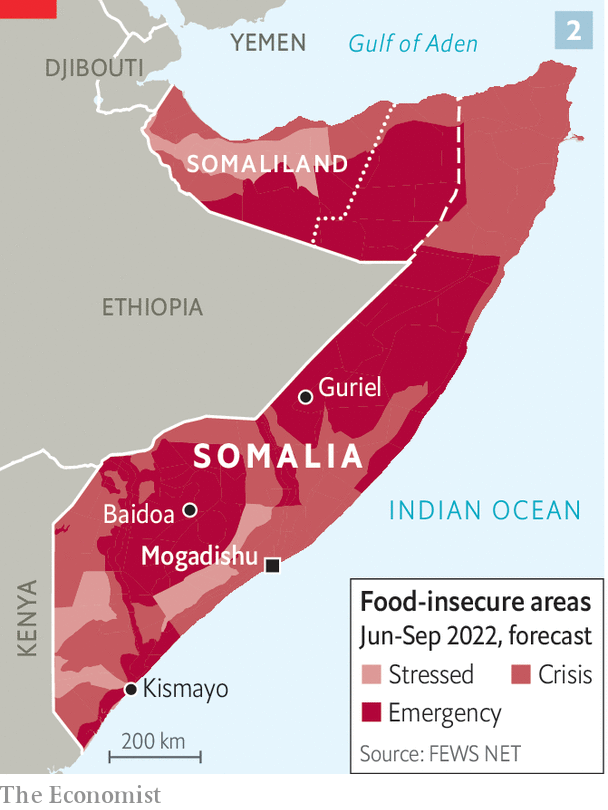 2
YEMEN
Gulf of Aden
DJIBOUTI
SOMALILAND
ETHIOPIA
Guriel
SOMALIA
Baidoa
INDIAN OCEAN
Mogadishu
KENYA
Kismayo
200 km
Food-insecure areas
Jun-Sep 2022, forecast
Stressed
Crisis
Emergency
Source: FEWS NET
The Economist